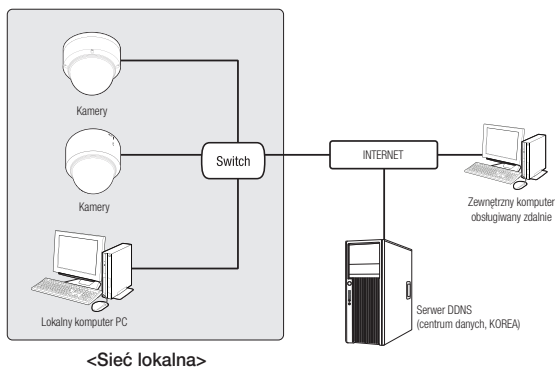 Kamery
Kamery
Switch
INTERNET
Zewnętrzny komputer
obsługiwany zdalnie
Lokalny komputer PC
Serwer DDNS
(centrum danych, KOREA)
<Sieć lokalna>